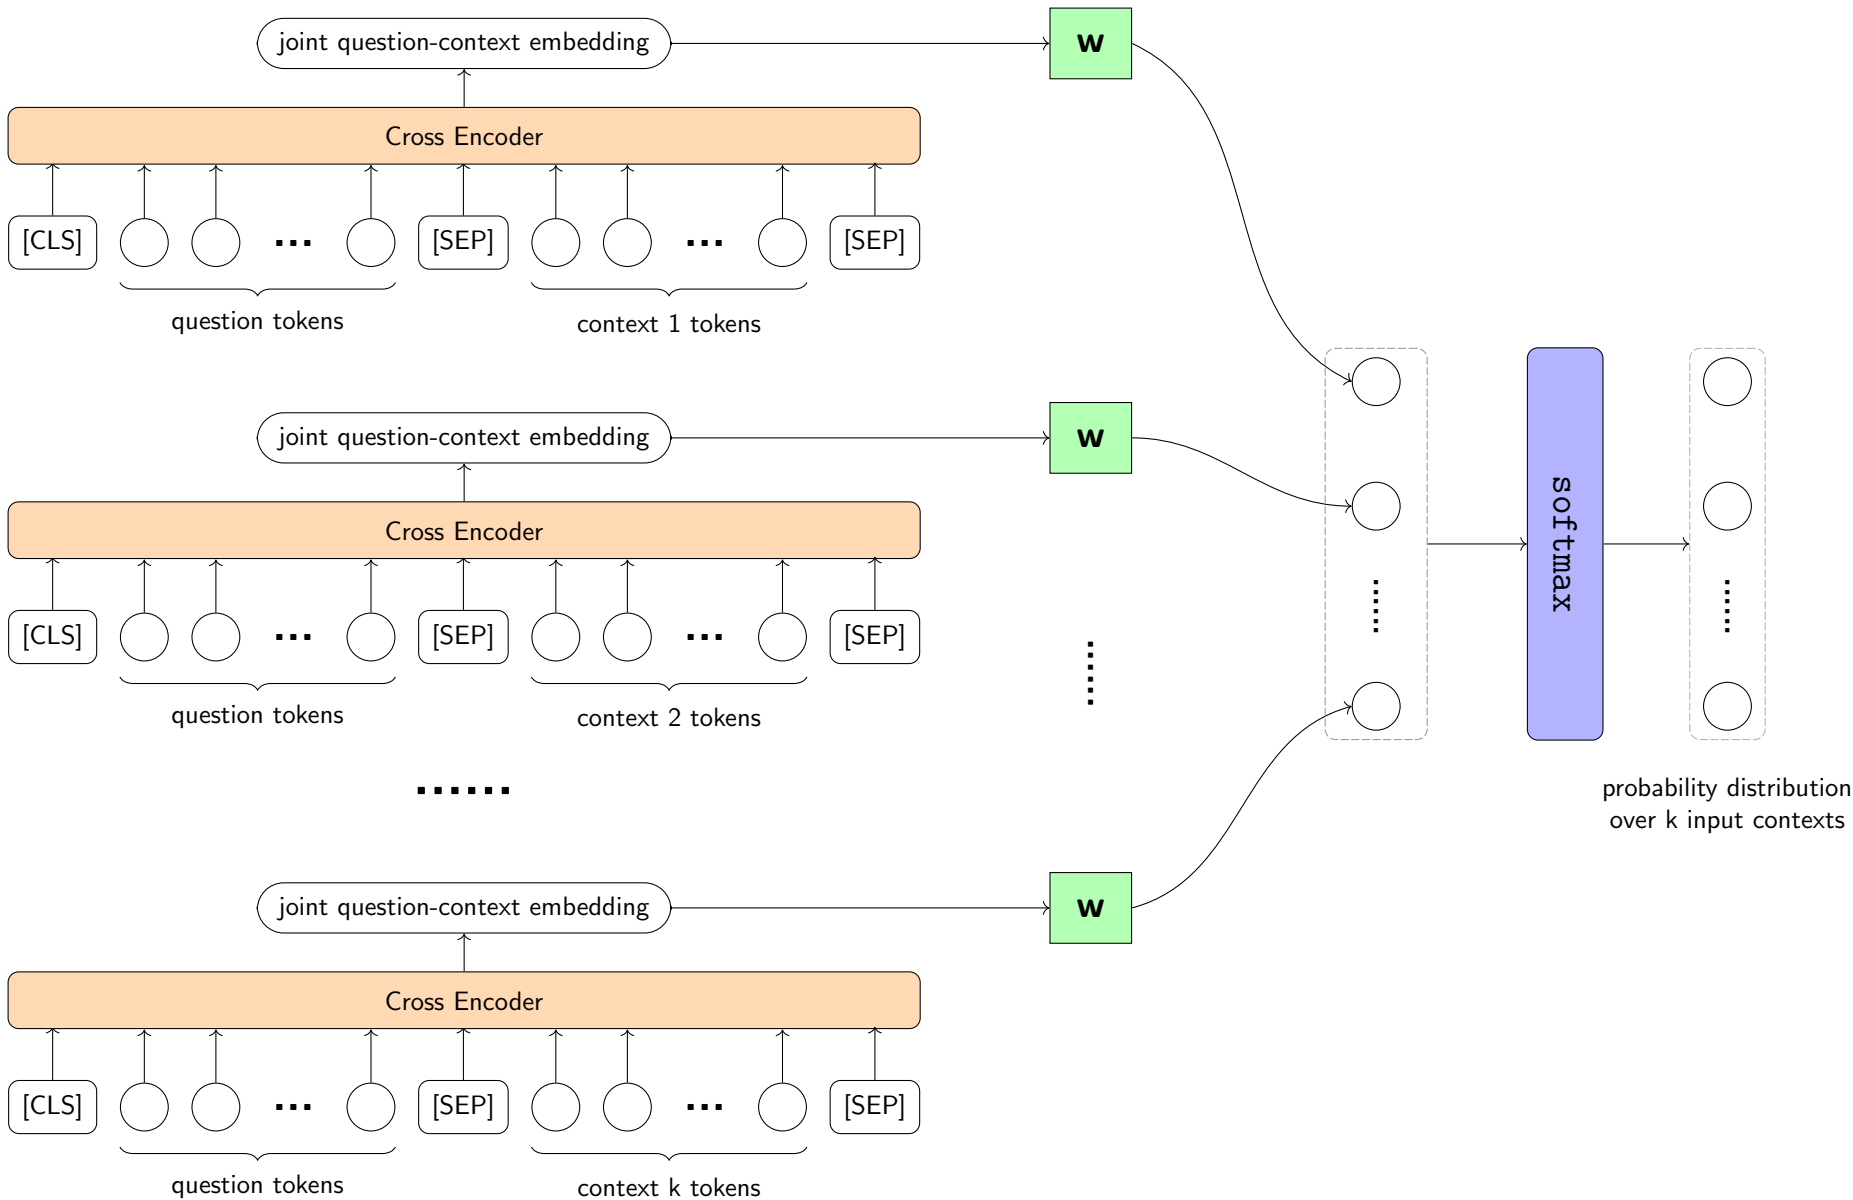 joint question-context embedding
w
Cross Encoder
[CLS]
...
[SEP]
...
[SEP]
question tokens
context 1 tokens
joint question-context embedding
w
Cross Encoder
[CLS]
...
[SEP]
...
[SEP]
question tokens
context 2 tokens
......
......
joint question-context embedding
w
Cross Encoder
[CLS]
...
[SEP]
...
[SEP]
question tokens
context k tokens
......
softmax
......
probability distribution
over k input contexts